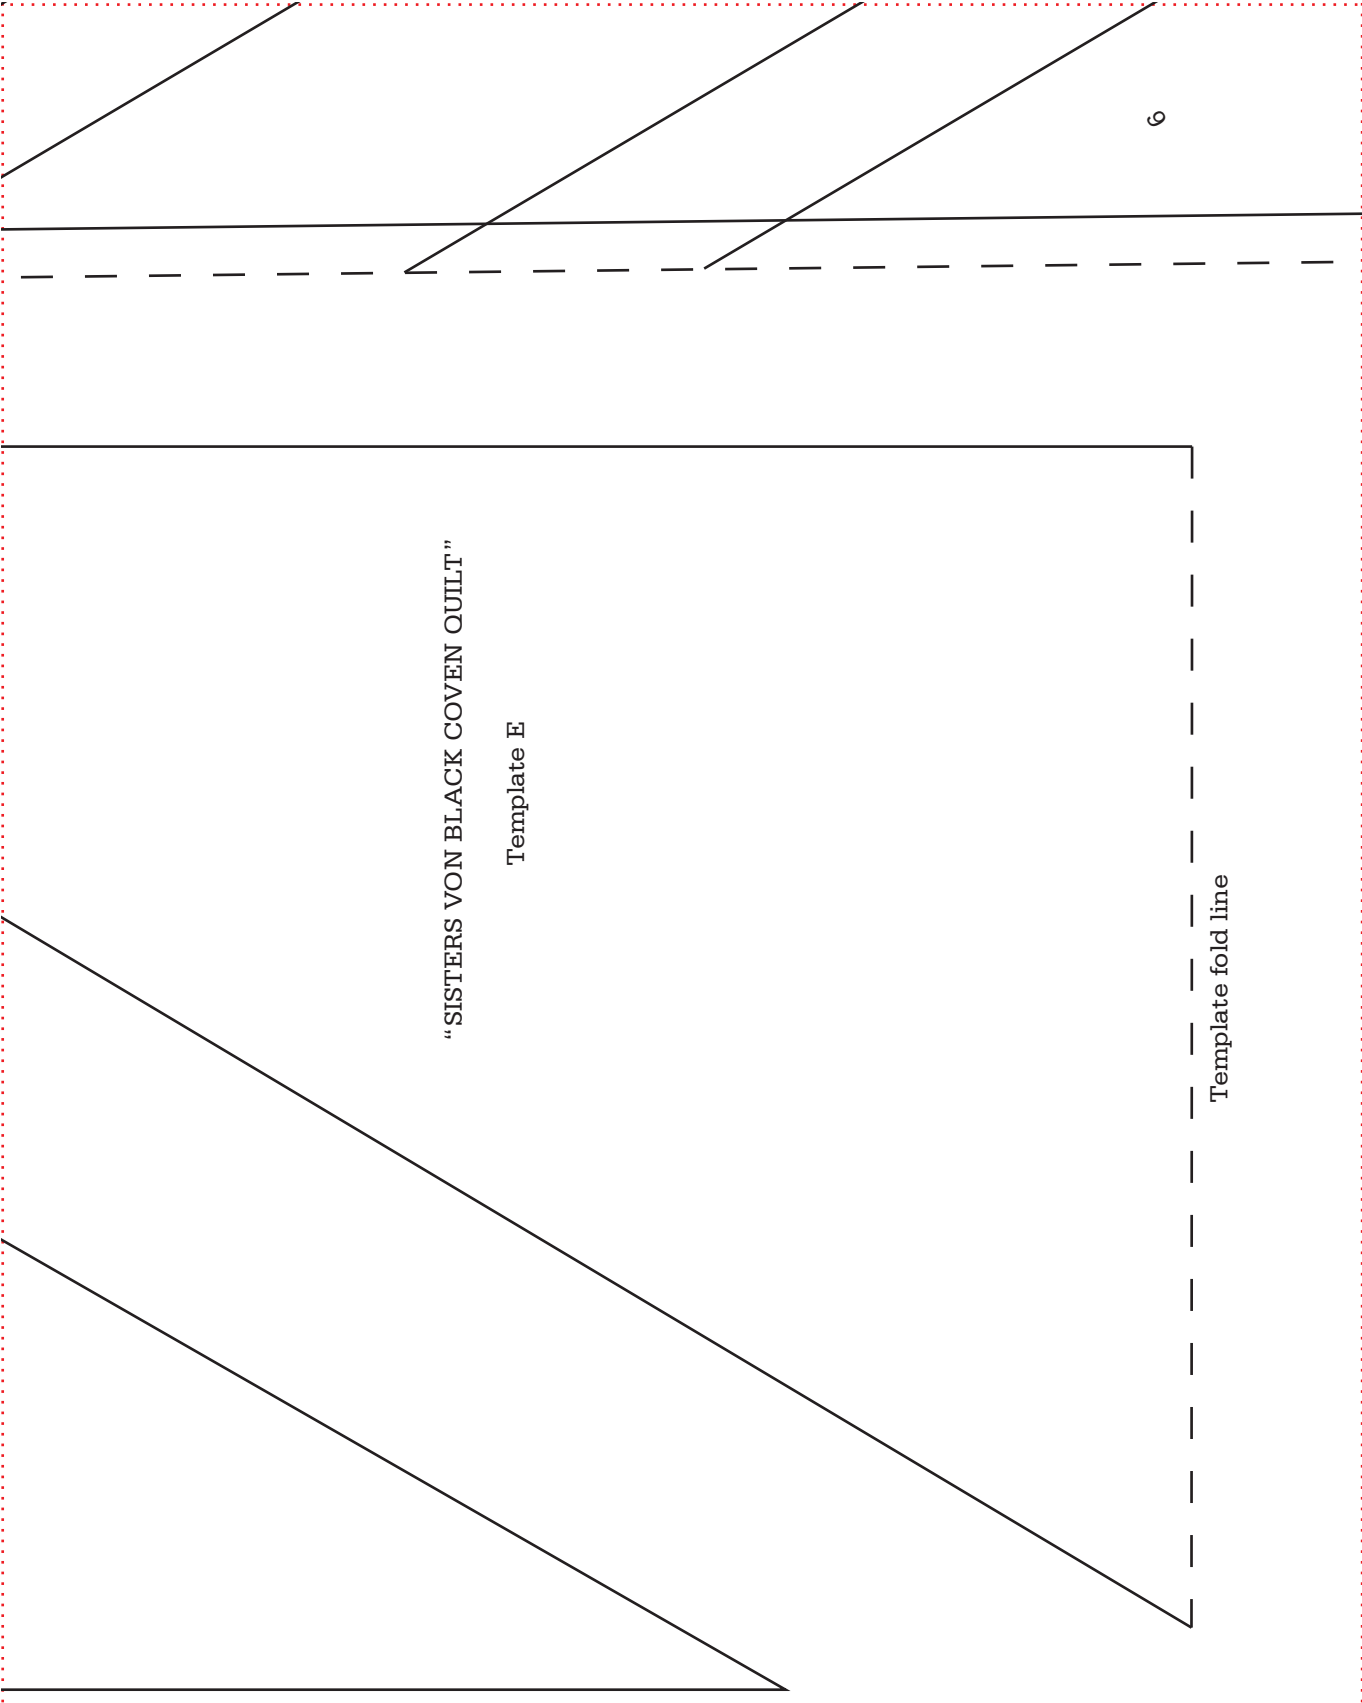 6
“SISTERS VON BLACK COVEN QUILT”
Template E
Template fold line